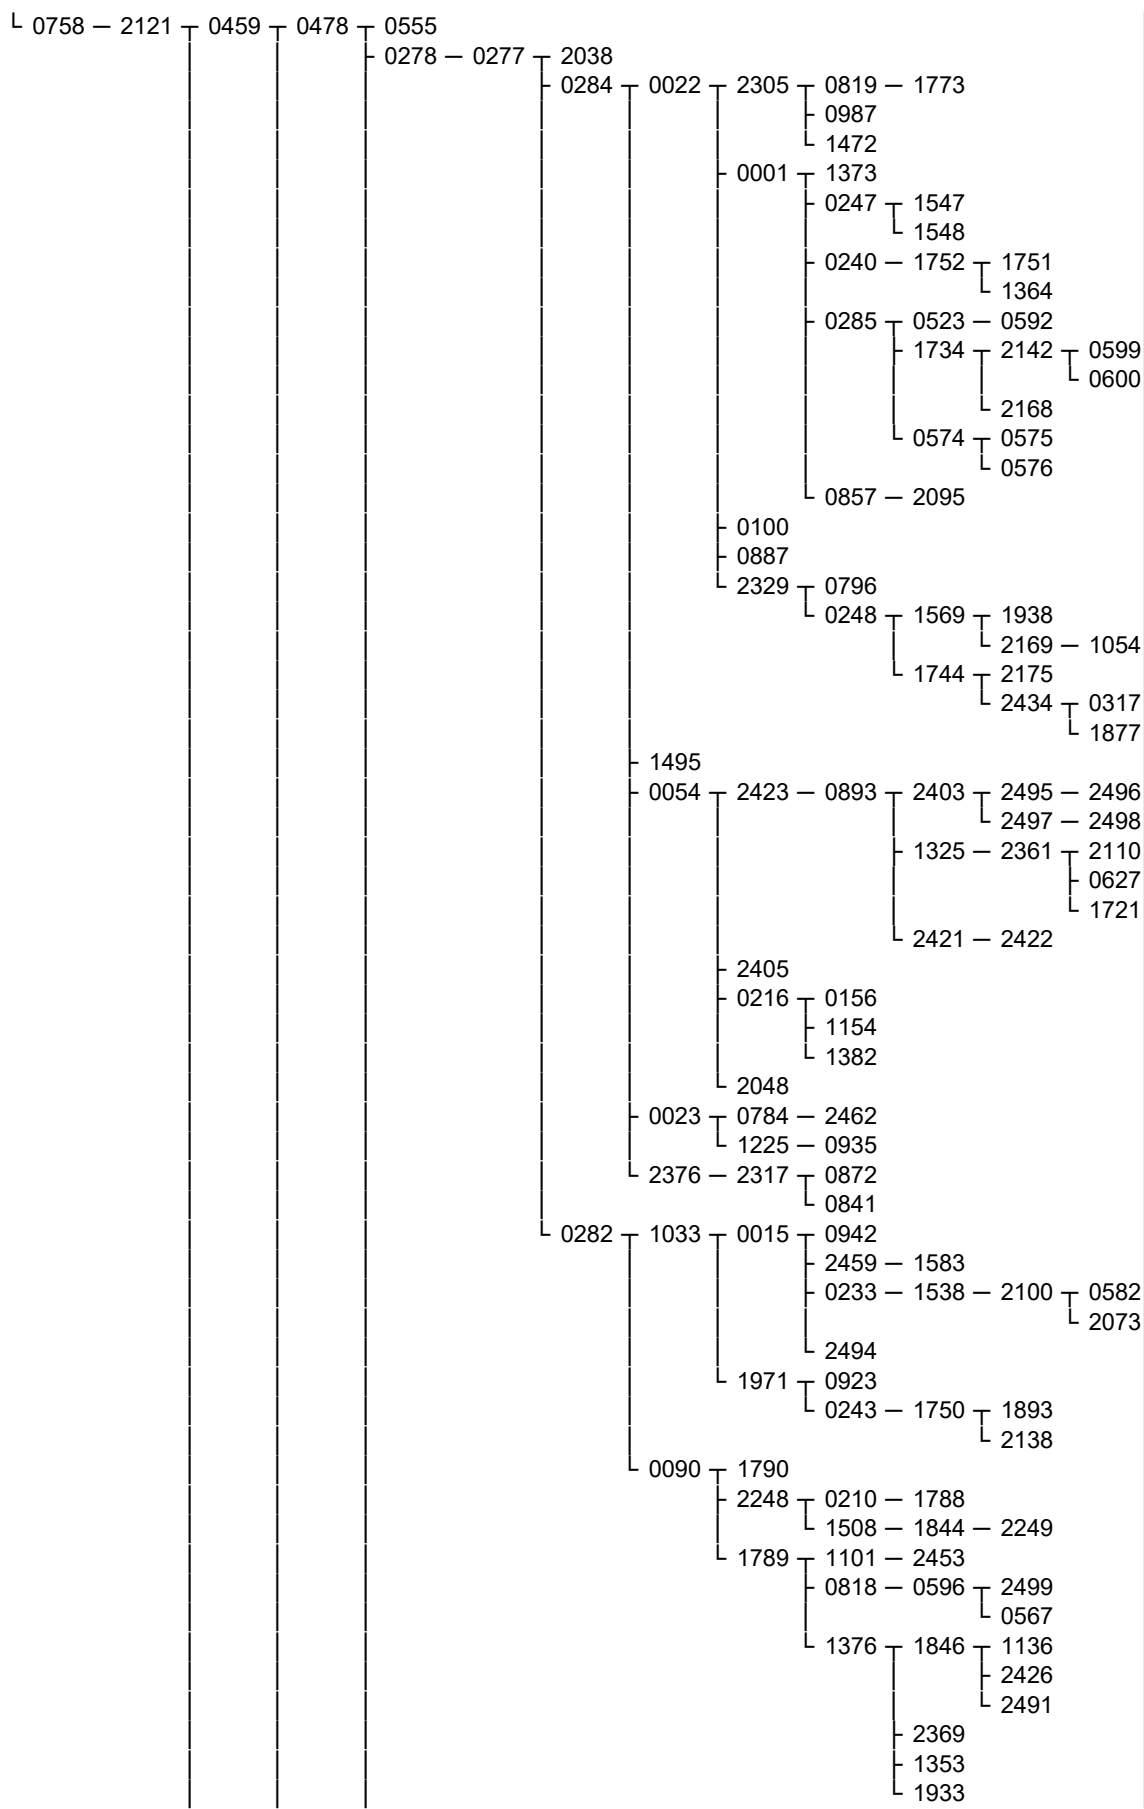 └ 0758 ─ 2121 ┬ 0459 ┬ 0478 ┬ 0555
├ 0278 ─ 0277 ┬ 2038
├ 0284 ┬ 0022 ┬ 2305 ┬ 0819 ─ 1773
├ 0987
└ 1472
├ 0001 ┬ 1373
├ 0247 ┬ 1547
└ 1548
├ 0240 ─ 1752 ┬ 1751
└ 1364
├ 0285 ┬ 0523 ─ 0592
├ 1734 ┬ 2142 ┬ 0599
└ 0600
└ 2168
└ 0574 ┬ 0575
└ 0576
└ 0857 ─ 2095
├ 0100
├ 0887
└ 2329 ┬ 0796
└ 0248 ┬ 1569 ┬ 1938
└ 2169 ─ 1054
└ 1744 ┬ 2175
└ 2434 ┬ 0317
└ 1877
├ 1495
├ 0054 ┬ 2423 ─ 0893 ┬ 2403 ┬ 2495 ─ 2496
└ 2497 ─ 2498
├ 1325 ─ 2361 ┬ 2110
├ 0627
└ 1721
└ 2421 ─ 2422
├ 2405
├ 0216 ┬ 0156
├ 1154
└ 1382
└ 2048
├ 0023 ┬ 0784 ─ 2462
└ 1225 ─ 0935
└ 2376 ─ 2317 ┬ 0872
└ 0841
└ 0282 ┬ 1033 ┬ 0015 ┬ 0942
├ 2459 ─ 1583
├ 0233 ─ 1538 ─ 2100 ┬ 0582
└ 2073
└ 2494
└ 1971 ┬ 0923
└ 0243 ─ 1750 ┬ 1893
└ 2138
└ 0090 ┬ 1790
├ 2248 ┬ 0210 ─ 1788
└ 1508 ─ 1844 ─ 2249
└ 1789 ┬ 1101 ─ 2453
├ 0818 ─ 0596 ┬ 2499
└ 0567
└ 1376 ┬ 1846 ┬ 1136
├ 2426
└ 2491
├ 2369
├ 1353
└ 1933